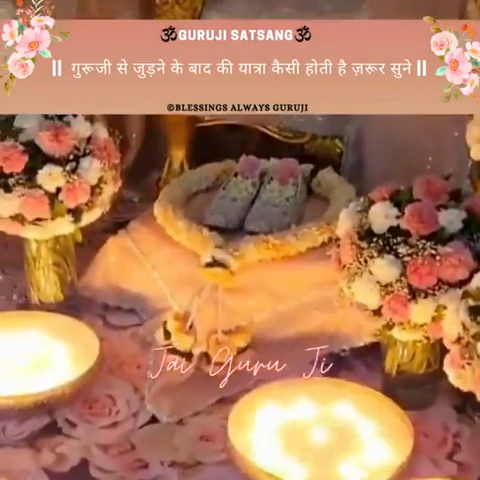 🕉GURUJI SATSANG🕉
|| गुरूजी से जुड़ने के बाद की यात्रा कैसी होती है ज़रूर सुने ||
©BLESSINGS ALWAYS GURUJI
Jai Guru Ji